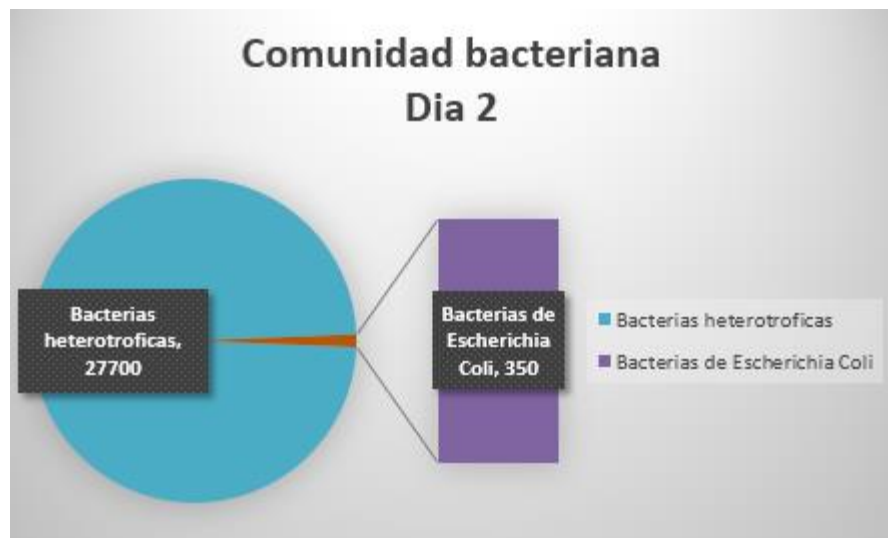 Comunidad bacteriana
Dia 2
Bacterias
heterotroficas,
27700
Bacterias de
Escherichia
Coli, 350
Bacterias heterotroficas
Bacterias de Escherichia Coli